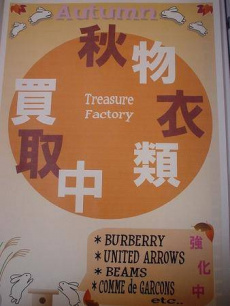 Autumn
秋物衣類
買取中
Treasure
Factory
強化中
* BURBERRY
* UNITED ARROWS
* BEAMS
* COMME de GARCONS
etc..